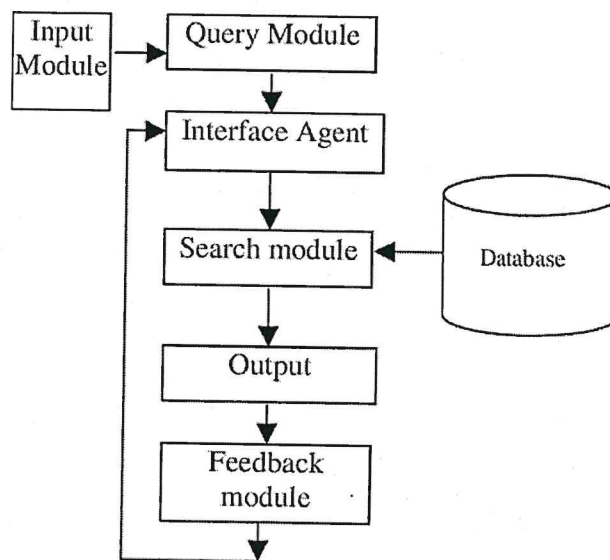 Input
Module
Query Module
Interface Agent
Search module
Database
Output
Feedback
module